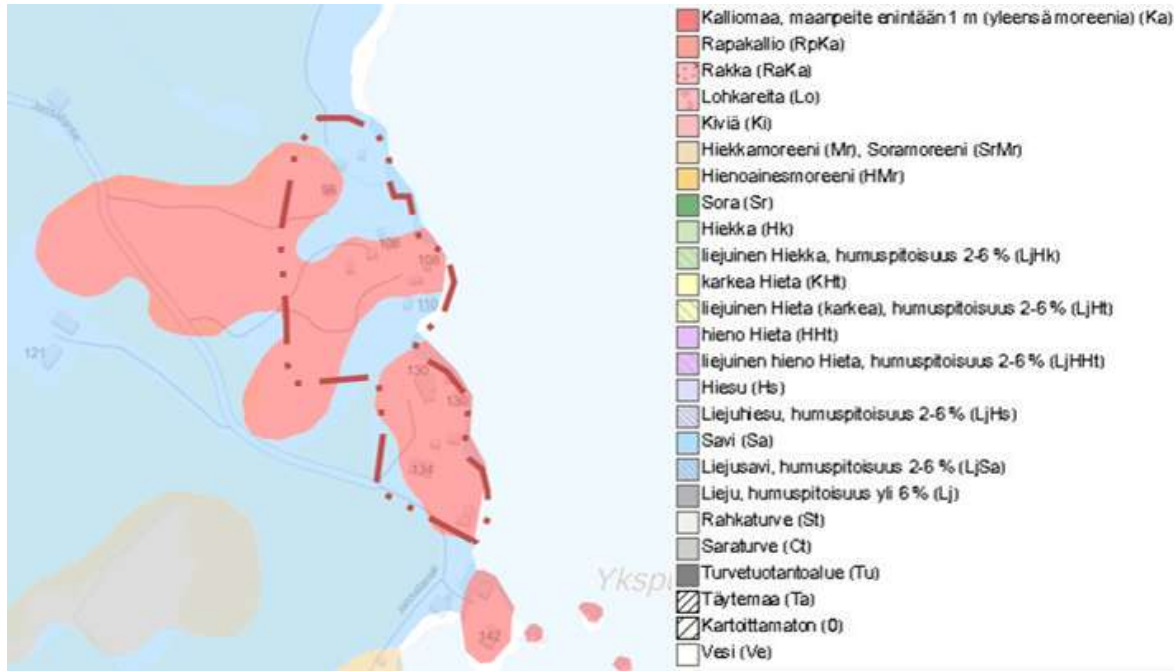 98
108
108
110
121
130
134
142
Ykspu
Kalliomaa, maanpeite enintään 1 m (yleensä moreenia) (Ka)
Rapakallio (RpKa)
Rakka (RaKa)
Lohkareita (Lo)
Kiviä (Ki)
Hiekkamoreeni (Mr), Soramoreeni (SrMr)
Hienoainesmoreeni (HMr)
Sora (Sr)
Hiekka (Hk)
liejuinen Hiekka, humuspitoisuus 2-6 % (LjHk)
karkea Hieta (KHt)
liejuinen Hieta (karkea), humuspitoisuus 2-6 % (LjHt)
hieno Hieta (HHt)
liejuinen hieno Hieta, humuspitoisuus 2-6 % (LjHHt)
Hiesu (Hs)
Liejuhiesu, humuspitoisuus 2-6 % (LjHs)
Savi (Sa)
Liejusavi, humuspitoisuus 2-6 % (LjSa)
Lieju, humuspitoisuus yli 6 % (Lj)
Rahkaturve (St)
Saraturve (Ct)
Turvetuotantoalue (Tu)
Täytemaa (Ta)
Kartoittamaton (0)
Vesi (Ve)